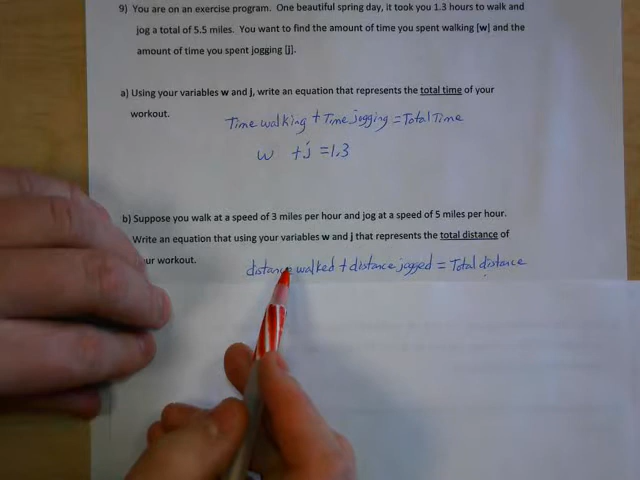 9) You are on an exercise program. One beautiful spring day, it took you 1.3 hours to walk and
jog a total of 5.5 miles. You want to find the amount of time you spent walking [w] and the
amount of time you spent jogging [j].
a) Using your variables w and j, write an equation that represents the total time of your
workout.
Time walking + Time jogging = Total Time
w + j = 1.3
b) Suppose you walk at a speed of 3 miles per hour and jog at a speed of 5 miles per hour.
Write an equation that using your variables w and j that represents the total distance of
ur workout.
distance walked + distance jogged = Total distance